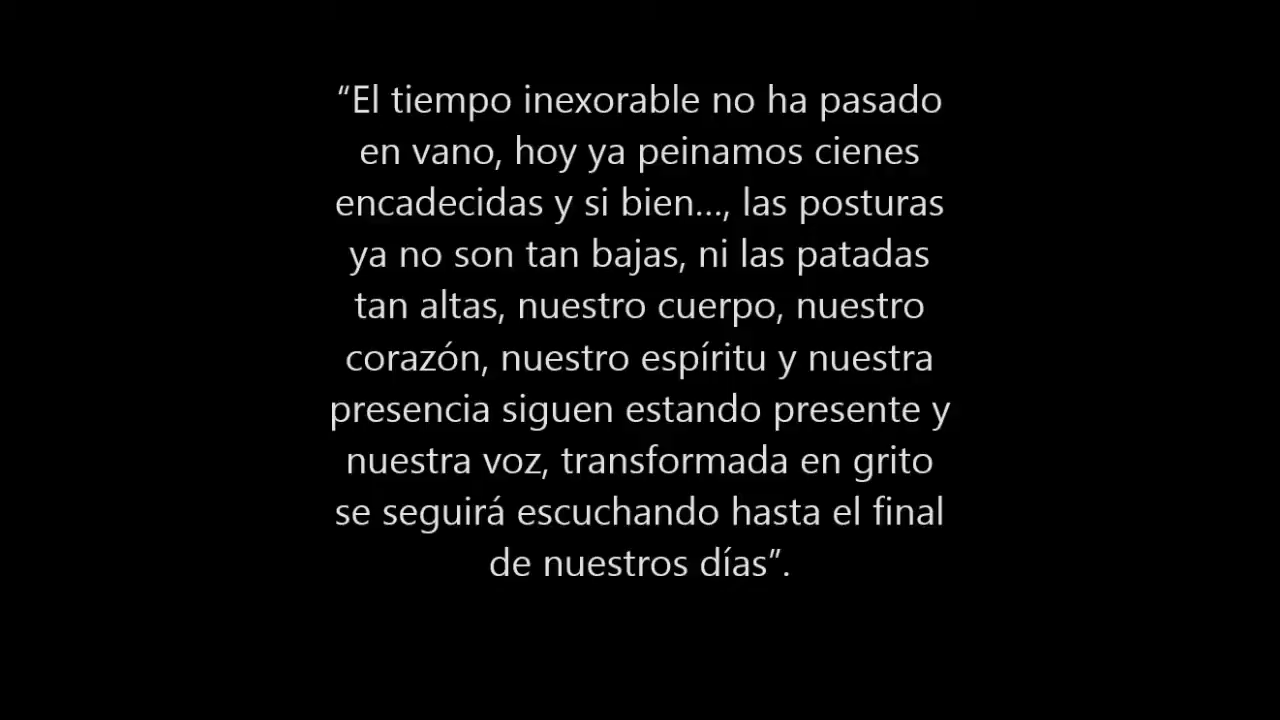 “El tiempo inexorable no ha pasado
en vano, hoy ya peinamos cienes
encadecidas y si bien…, las posturas
ya no son tan bajas, ni las patadas
tan altas, nuestro cuerpo, nuestro
corazón, nuestro espíritu y nuestra
presencia siguen estando presente y
nuestra voz, transformada en grito
se seguirá escuchando hasta el final
de nuestros días”.